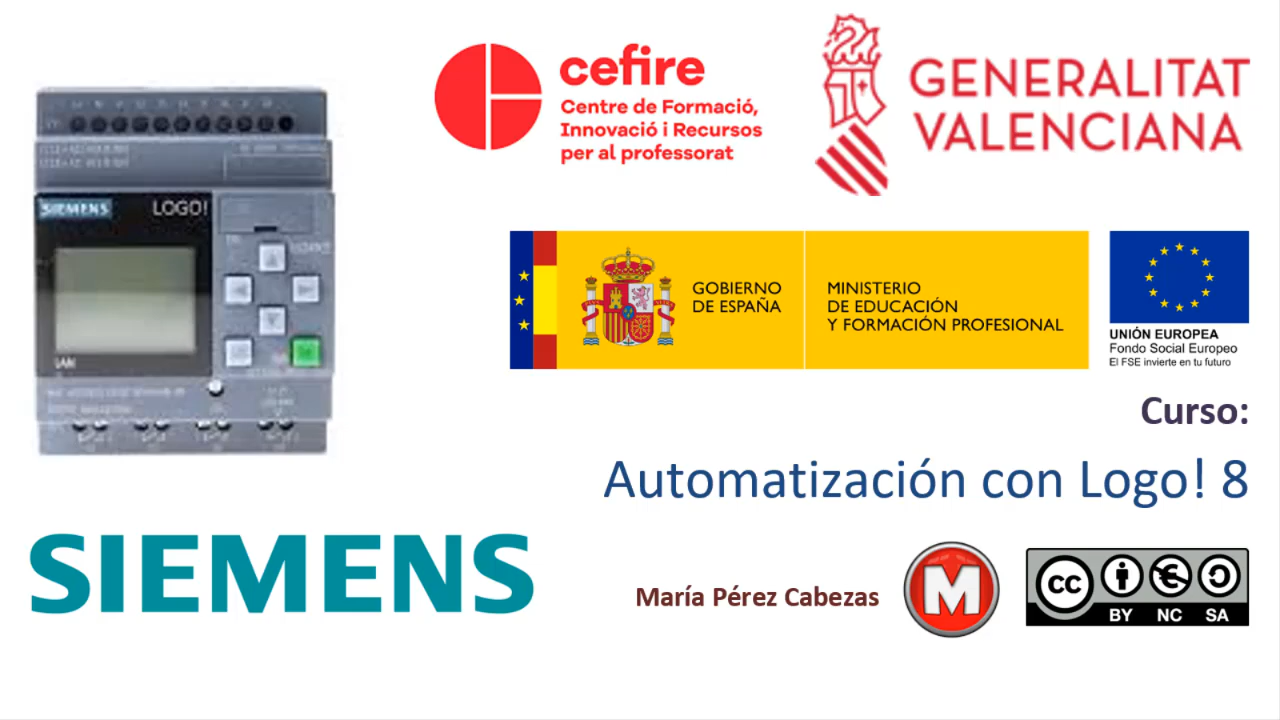 cefire
Centre de Formació,
Innovació i Recursos
per al professorat
GENERALITAT
VALENCIANA
SIEMENS
LOGO!
LAN
GOBIERNO
DE ESPAÑA
MINISTERIO
DE EDUCACIÓN
Y FORMACIÓN PROFESIONAL
UNIÓN EUROPEA
Fondo Social Europeo
El FSE invierte en tu futuro
Curso:
Automatización con Logo! 8
SIEMENS
María Pérez Cabezas
M
CC
BY NC SA